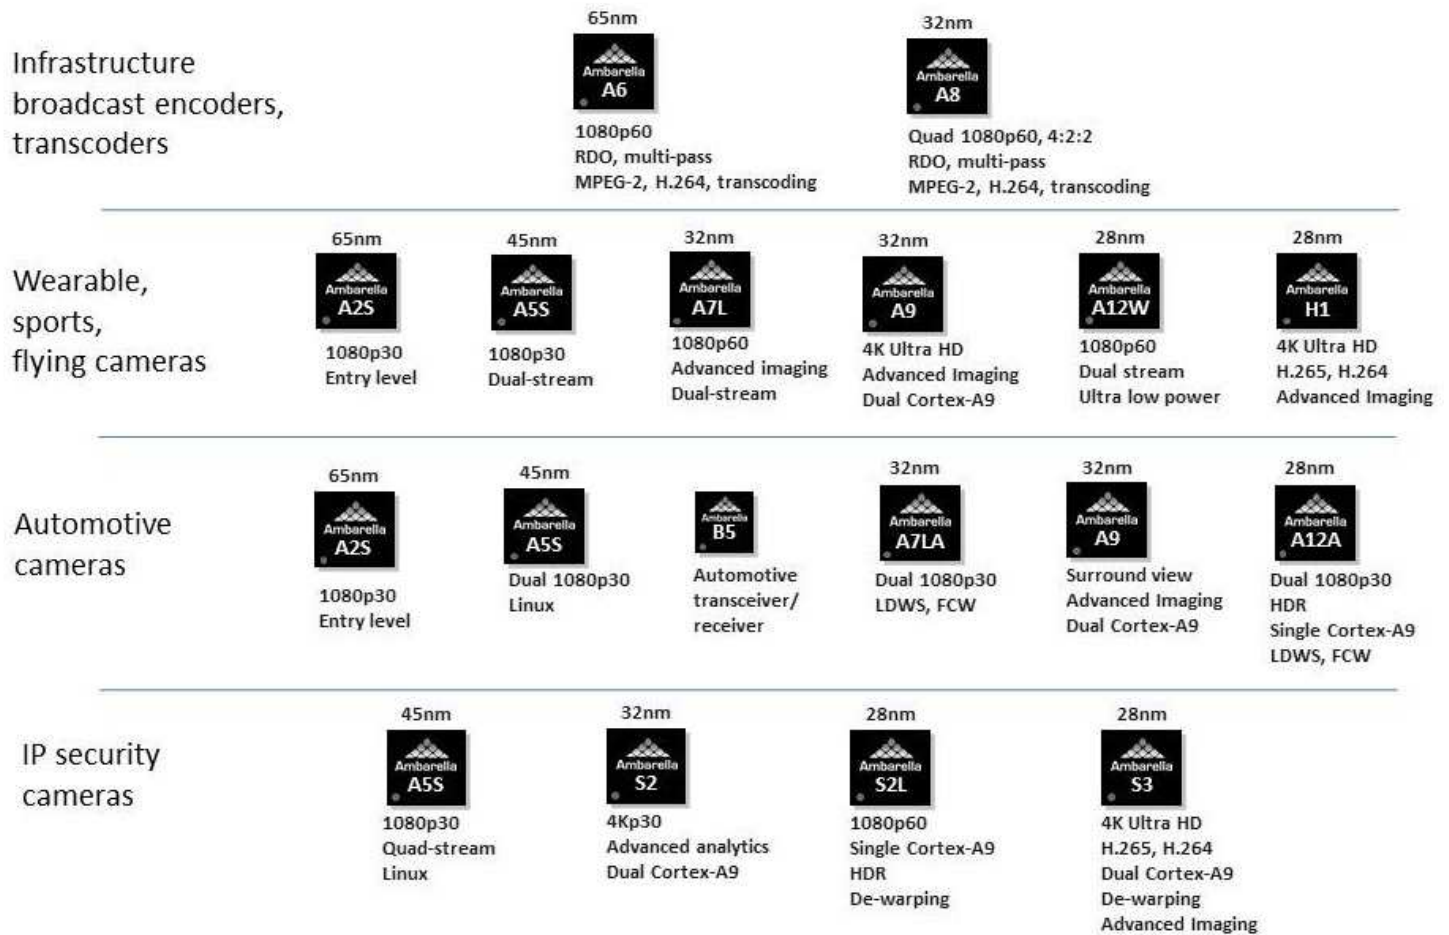 Infrastructure
broadcast encoders,
transcoders
65nm
Ambarella
A6
1080p60
RDO, multi-pass
MPEG-2, H.264, transcoding
32nm
Ambarella
A8
Quad 1080p60, 4:2:2
RDO, multi-pass
MPEG-2, H.264, transcoding
Wearable,
sports,
flying cameras
65nm
Ambarella
A2S
1080p30
Entry level
45nm
Ambarella
A5S
1080p30
Dual-stream
32nm
Ambarella
A7L
1080p60
Advanced imaging
Dual-stream
32nm
Ambarella
A9
4K Ultra HD
Advanced Imaging
Dual Cortex-A9
28nm
Ambarella
A12W
1080p60
Dual stream
Ultra low power
28nm
Ambarella
H1
4K Ultra HD
H.265, H.264
Advanced Imaging
Automotive
cameras
65nm
Ambarella
A2S
1080p30
Entry level
45nm
Ambarella
A5S
Dual 1080p30
Linux
Ambarella
B5
Automotive
transceiver/
receiver
32nm
Ambarella
A7LA
Dual 1080p30
LDWS, FCW
32nm
Ambarella
A9
Surround view
Advanced Imaging
Dual Cortex-A9
28nm
Ambarella
A12A
Dual 1080p30
HDR
Single Cortex-A9
LDWS, FCW
IP security
cameras
45nm
Ambarella
A5S
1080p30
Quad-stream
Linux
32nm
Ambarella
S2
4Kp30
Advanced analytics
Dual Cortex-A9
28nm
Ambarella
S2L
1080p60
Single Cortex-A9
HDR
De-warping
28nm
Ambarella
S3
4K Ultra HD
H.265, H.264
Dual Cortex-A9
De-warping
Advanced Imaging